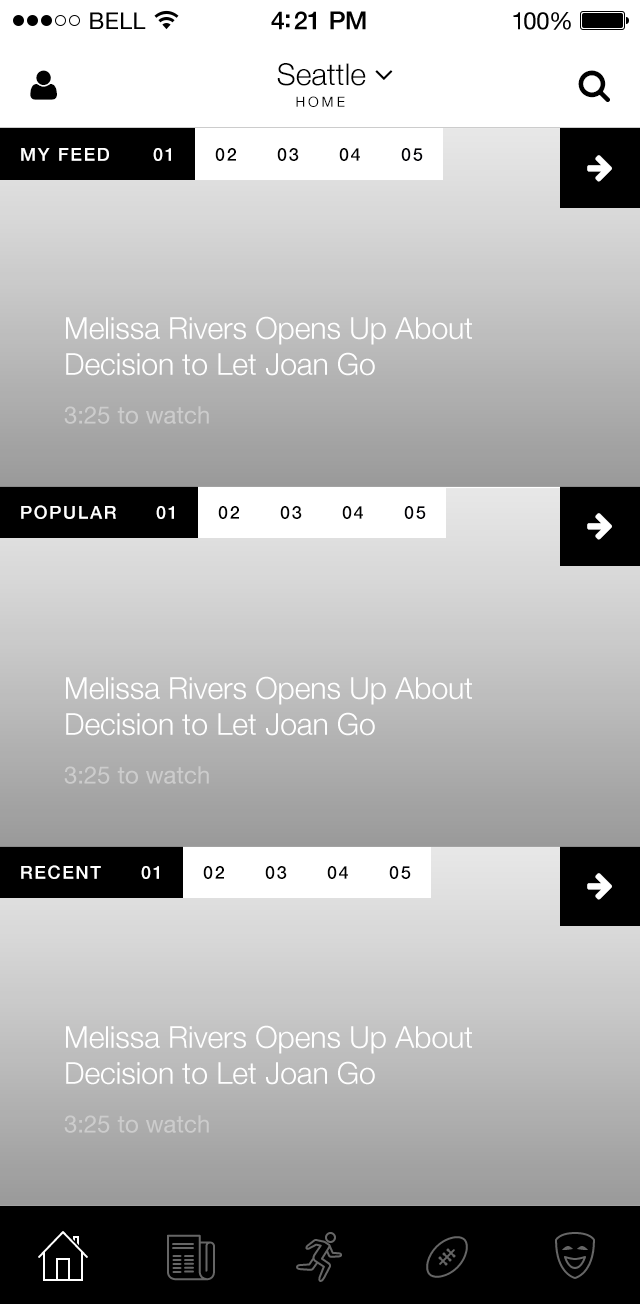 BELL 4:21 PM 100%
Seattle
HOME
MY FEED 01 02 03 04 05
Melissa Rivers Opens Up About
Decision to Let Joan Go
3:25 to watch
POPULAR 01 02 03 04 05
Melissa Rivers Opens Up About
Decision to Let Joan Go
3:25 to watch
RECENT 01 02 03 04 05
Melissa Rivers Opens Up About
Decision to Let Joan Go
3:25 to watch